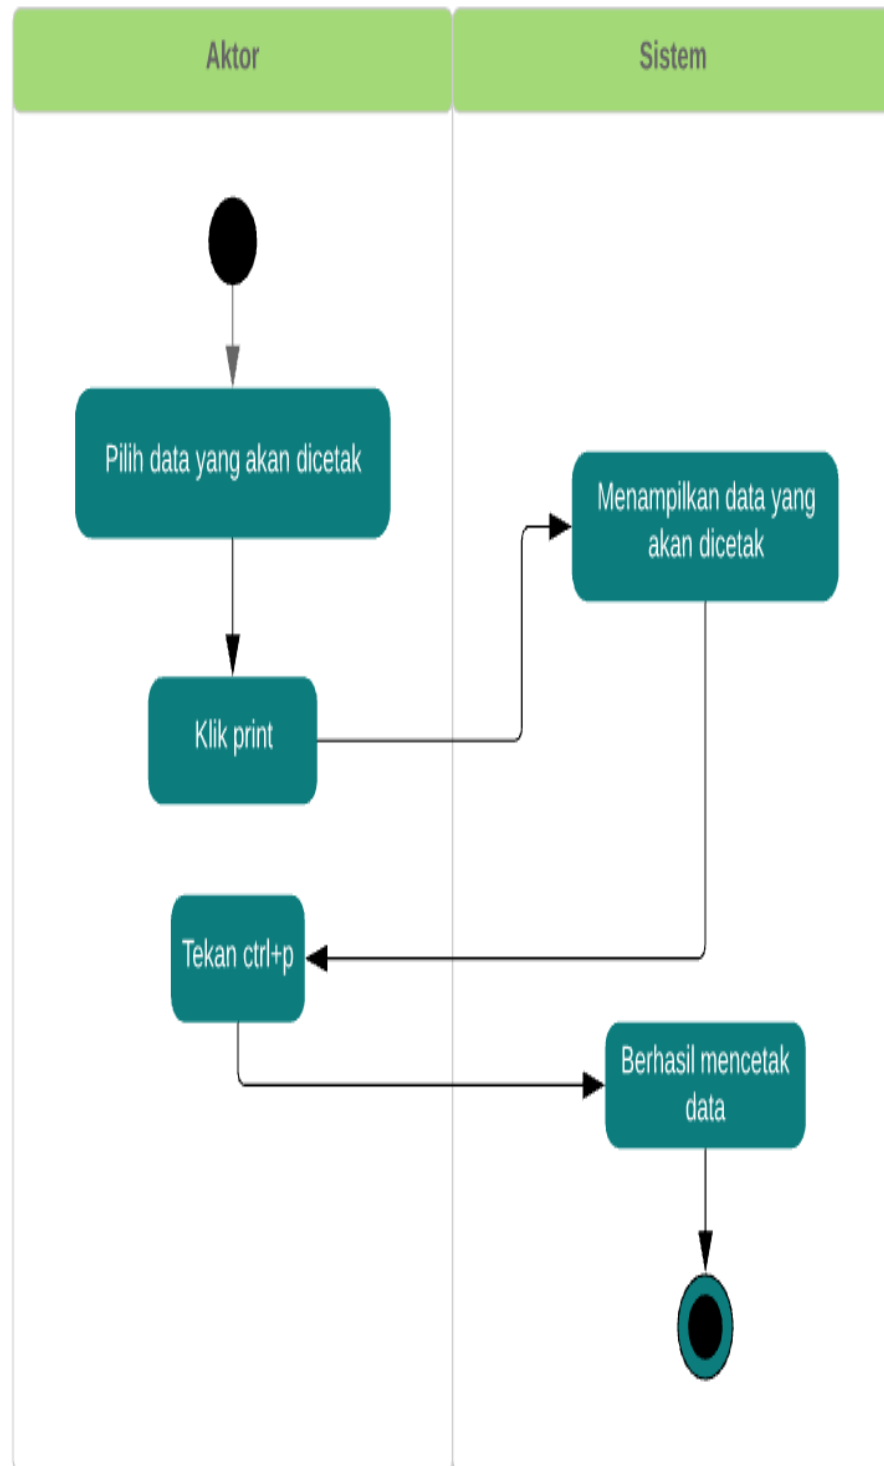 Aktor
Sistem
Pilih data yang akan dicetak
Menampilkan data yang
akan dicetak
Klik print
Tekan ctrl+p
Berhasil mencetak
data